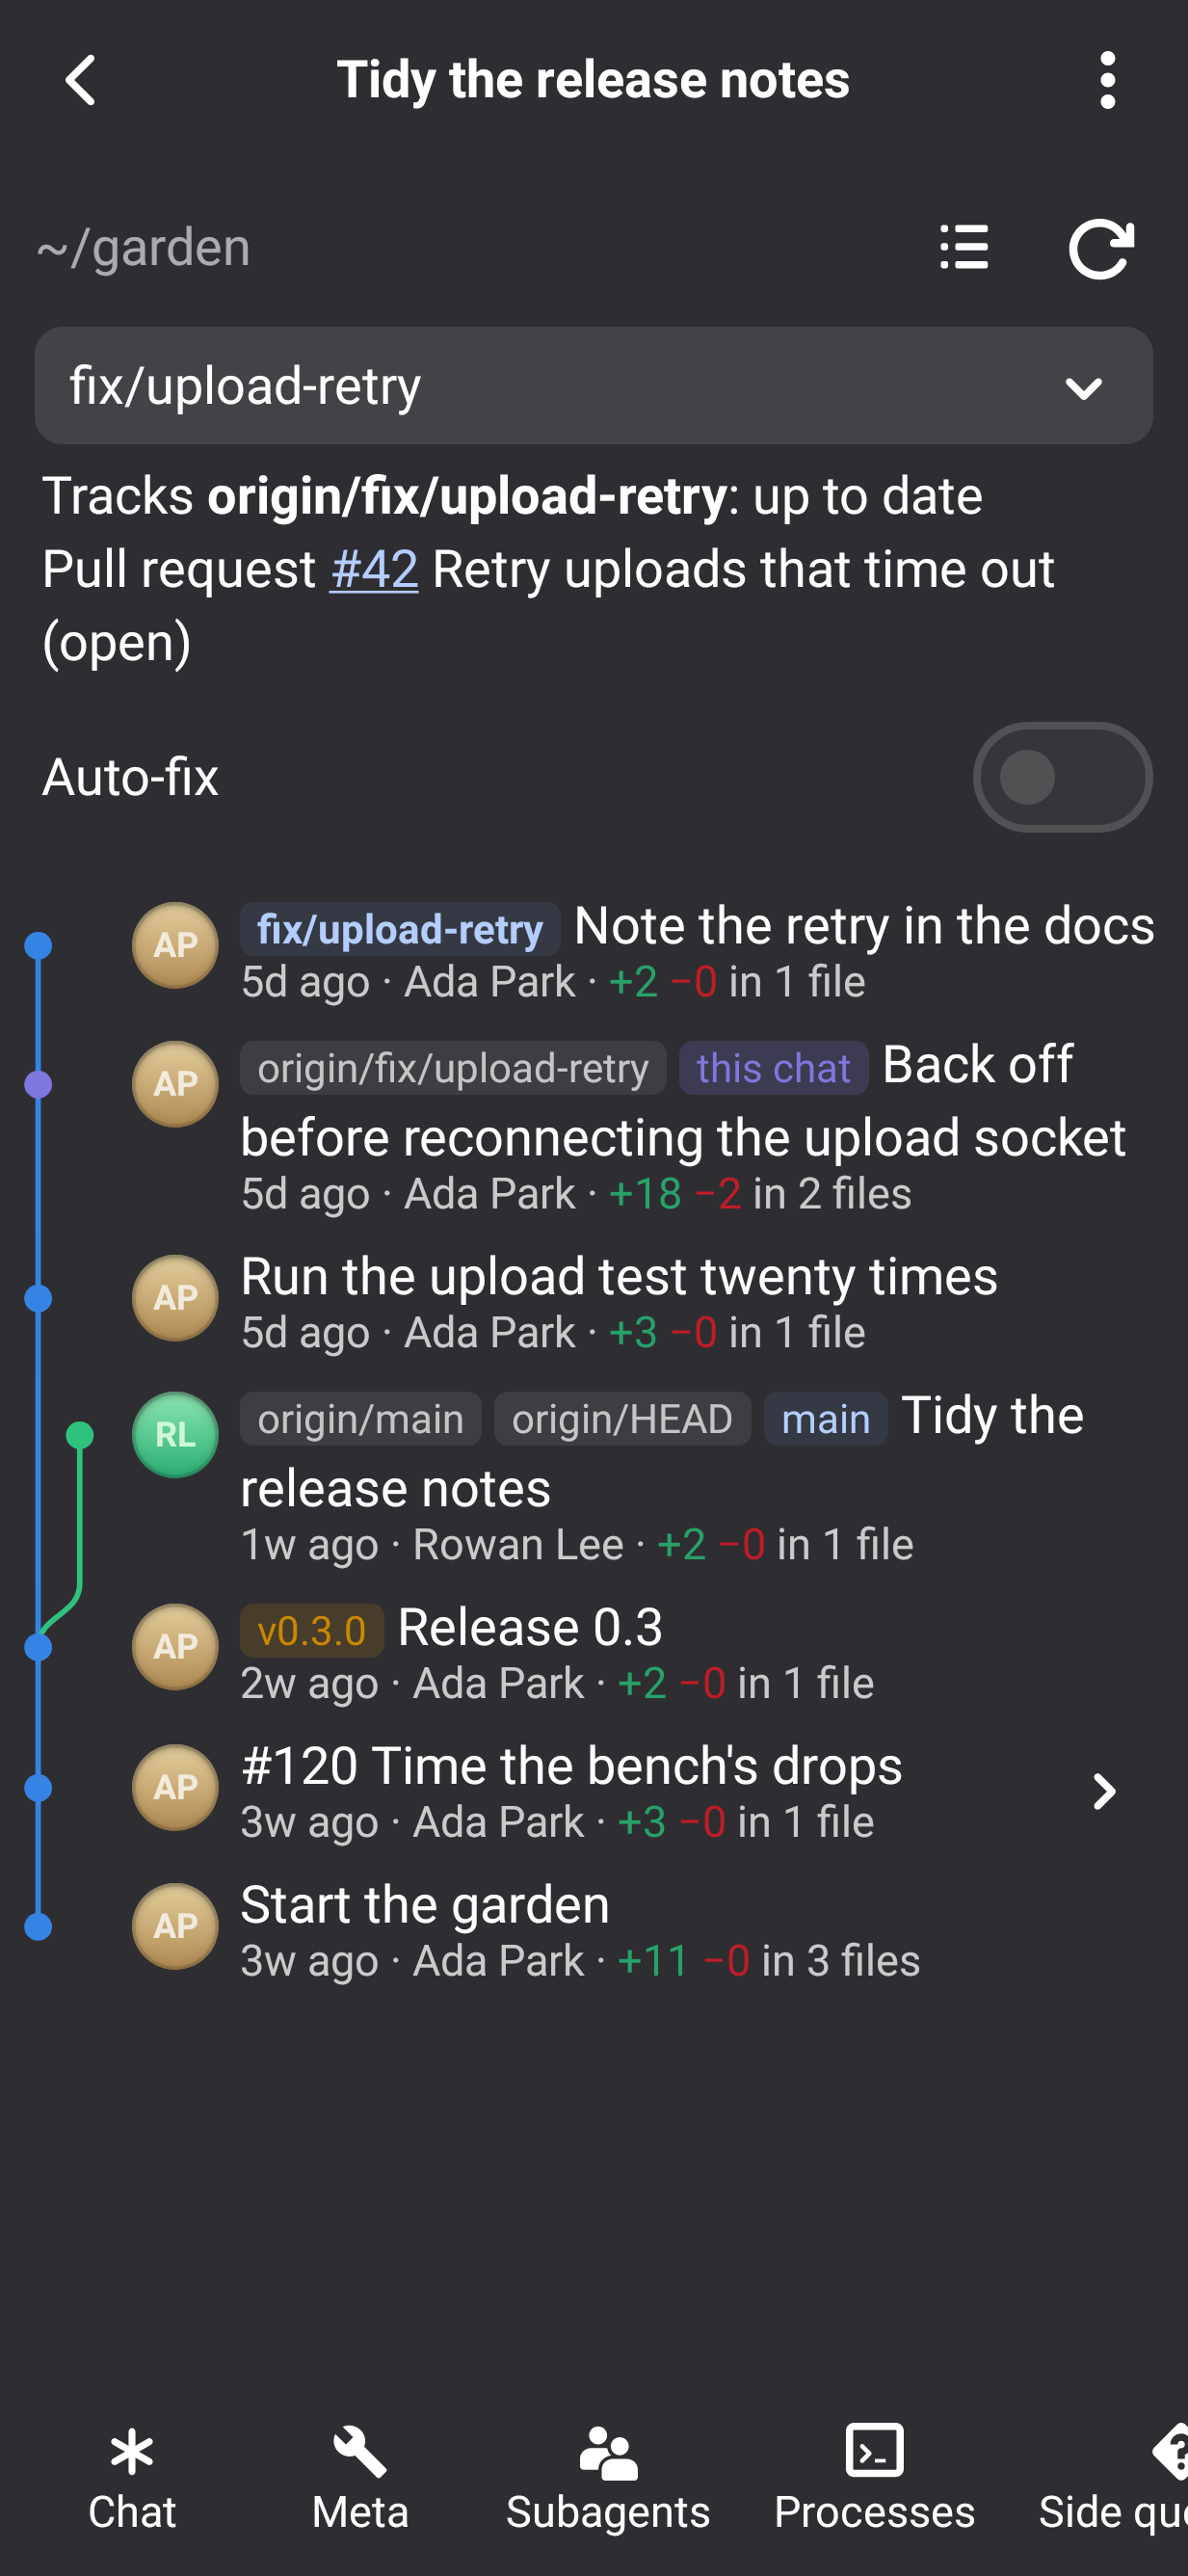 Tidy the release notes
~/garden
fix/upload-retry
Tracks origin/fix/upload-retry: up to date
Pull request #42 Retry uploads that time out
(open)
Auto-fix
AP fix/upload-retry Note the retry in the docs
5d ago · Ada Park · +2 −0 in 1 file
AP origin/fix/upload-retry this chat Back off
before reconnecting the upload socket
5d ago · Ada Park · +18 −2 in 2 files
AP Run the upload test twenty times
5d ago · Ada Park · +3 −0 in 1 file
RL origin/main origin/HEAD main Tidy the
release notes
1w ago · Rowan Lee · +2 −0 in 1 file
AP v0.3.0 Release 0.3
2w ago · Ada Park · +2 −0 in 1 file
AP #120 Time the bench's drops
3w ago · Ada Park · +3 −0 in 1 file
AP Start the garden
3w ago · Ada Park · +11 −0 in 3 files
Chat Meta Subagents Processes Side